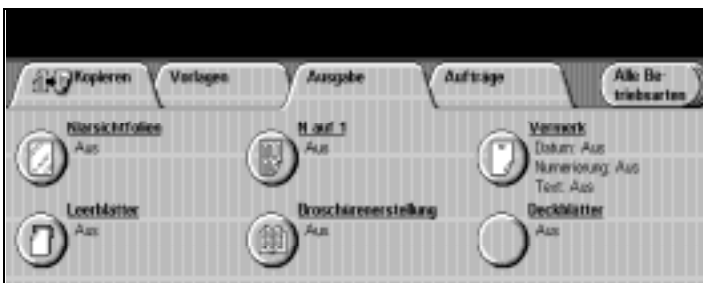 Kopieren
Vorlagen
Ausgabe
Aufträge
Alle Be-
triebsarten
Klarsichtfolien
Aus
N auf 1
Aus
Vermerk
Datum: Aus
Numerierung: Aus
Text: Aus
Leerblätter
Aus
Broschürenerstellung
Aus
Deckblätter
Aus